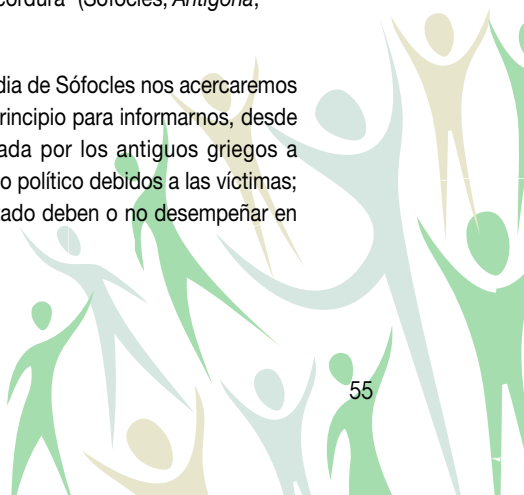 cordura" (Sófocles, Antígona,
dia de Sófocles nos acercaremos
rincipio para informarnos, desde
ada por los antiguos griegos a
o político debidos a las víctimas;
tado deben o no desempeñar en
55